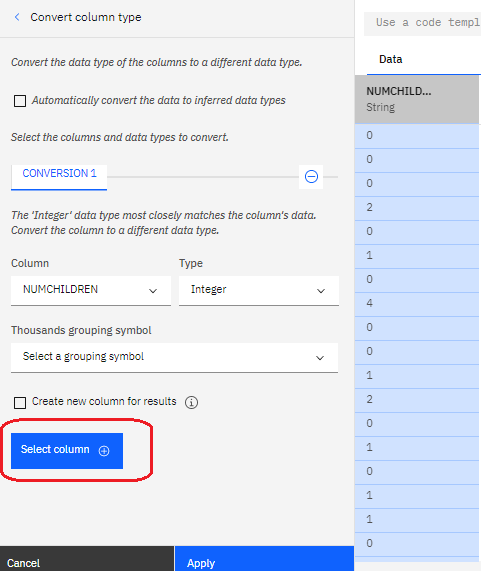 Convert column type
Convert the data type of the columns to a different data type.
Automatically convert the data to inferred data types
Select the columns and data types to convert.
CONVERSION 1
The 'Integer' data type most closely matches the column's data.
Convert the column to a different data type.
Column
Type
NUMCHILDREN
Integer
Thousands grouping symbol
Select a grouping symbol
Create new column for results
Select column
Cancel
Apply
Use a code templ
Data
NUMCHILD...
String
0
0
0
2
0
1
0
4
0
0
1
2
0
1
0
1
1
0